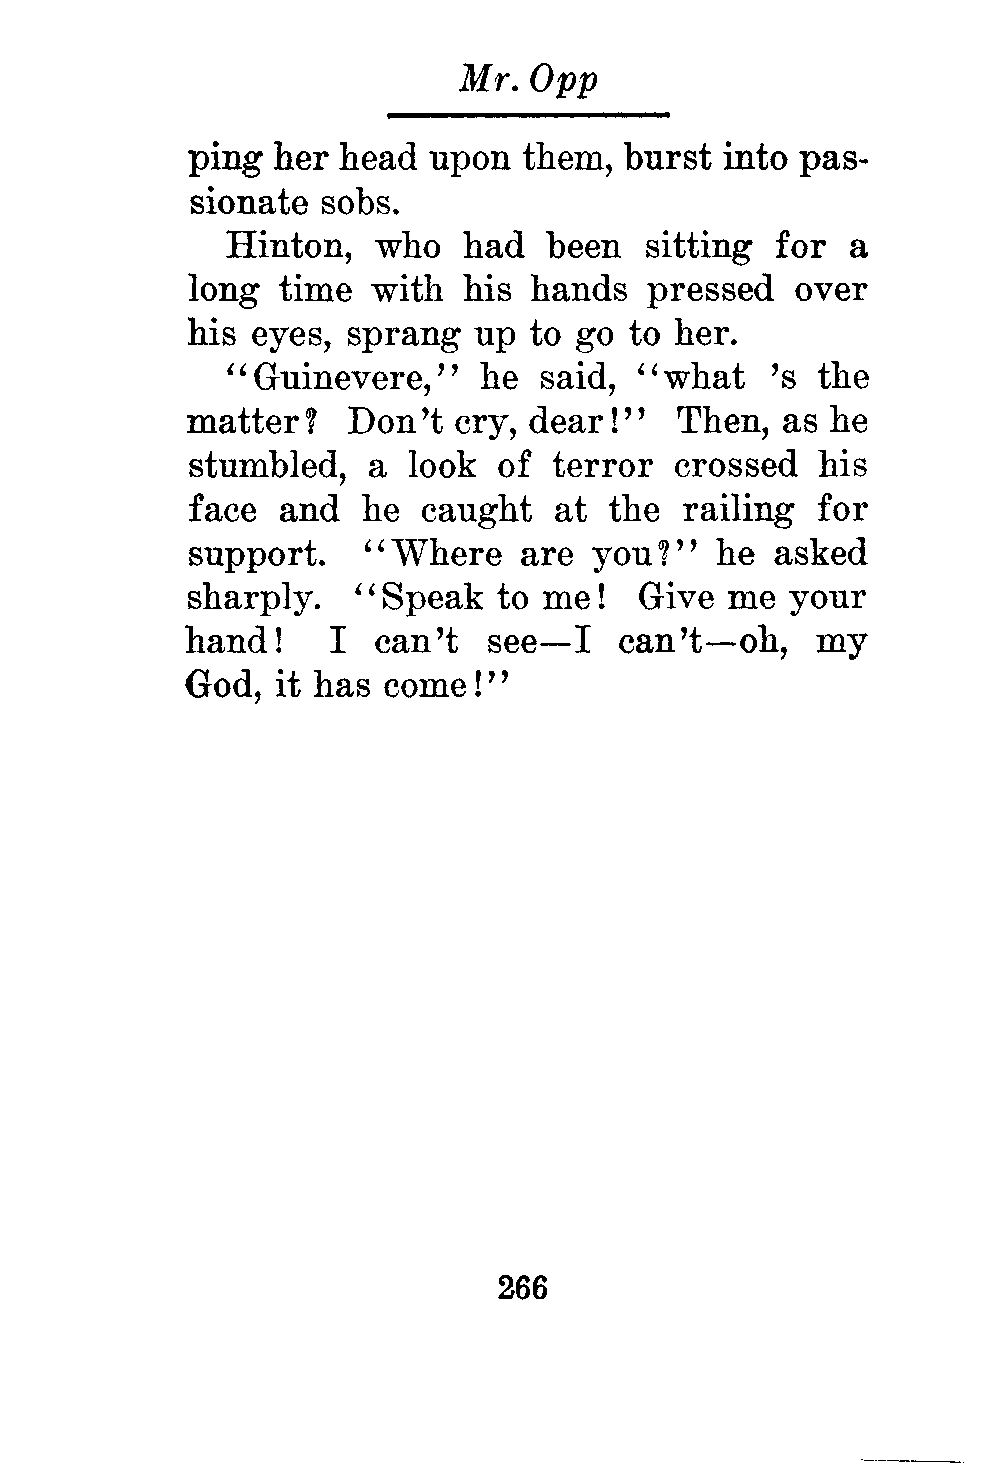 Mr. Opp
ping her head upon them, burst into pas-
sionate sobs.
Hinton, who had been sitting for a
long time with his hands pressed over
his eyes, sprang up to go to her.
"Guinevere," he said, "what 's the
matter? Don't cry, dear!" Then, as he
stumbled, a look of terror crossed his
face and he caught at the railing for
support. "Where are you?" he asked
sharply. "Speak to me! Give me your
hand! I can't see—I can't—oh, my
God, it has come!"
266